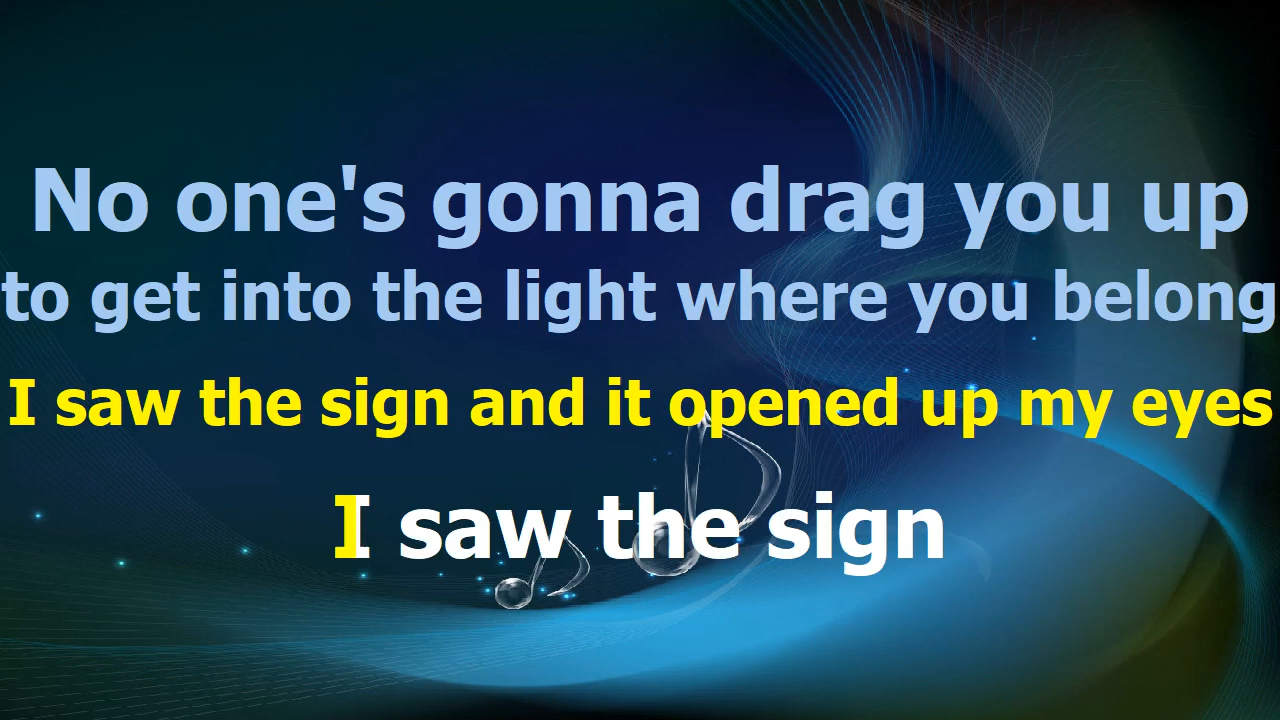 No one's gonna drag you up
to get into the light where you belong
I saw the sign and it opened up my eyes
I saw the sign